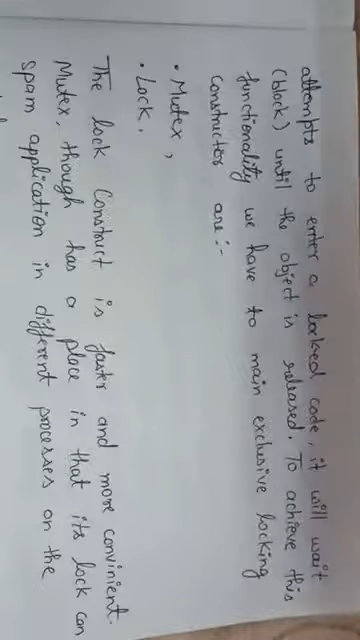 attempts to enter a locked code, it will wait
(block) until the object is released. To achieve this
functionality we have to main exclusive locking
constructor are :-
• Mutex,
• Lock,
The lock Construct is faster and more convinient.
Mutex, though has a place in that its lock can
spam application in different processes on the